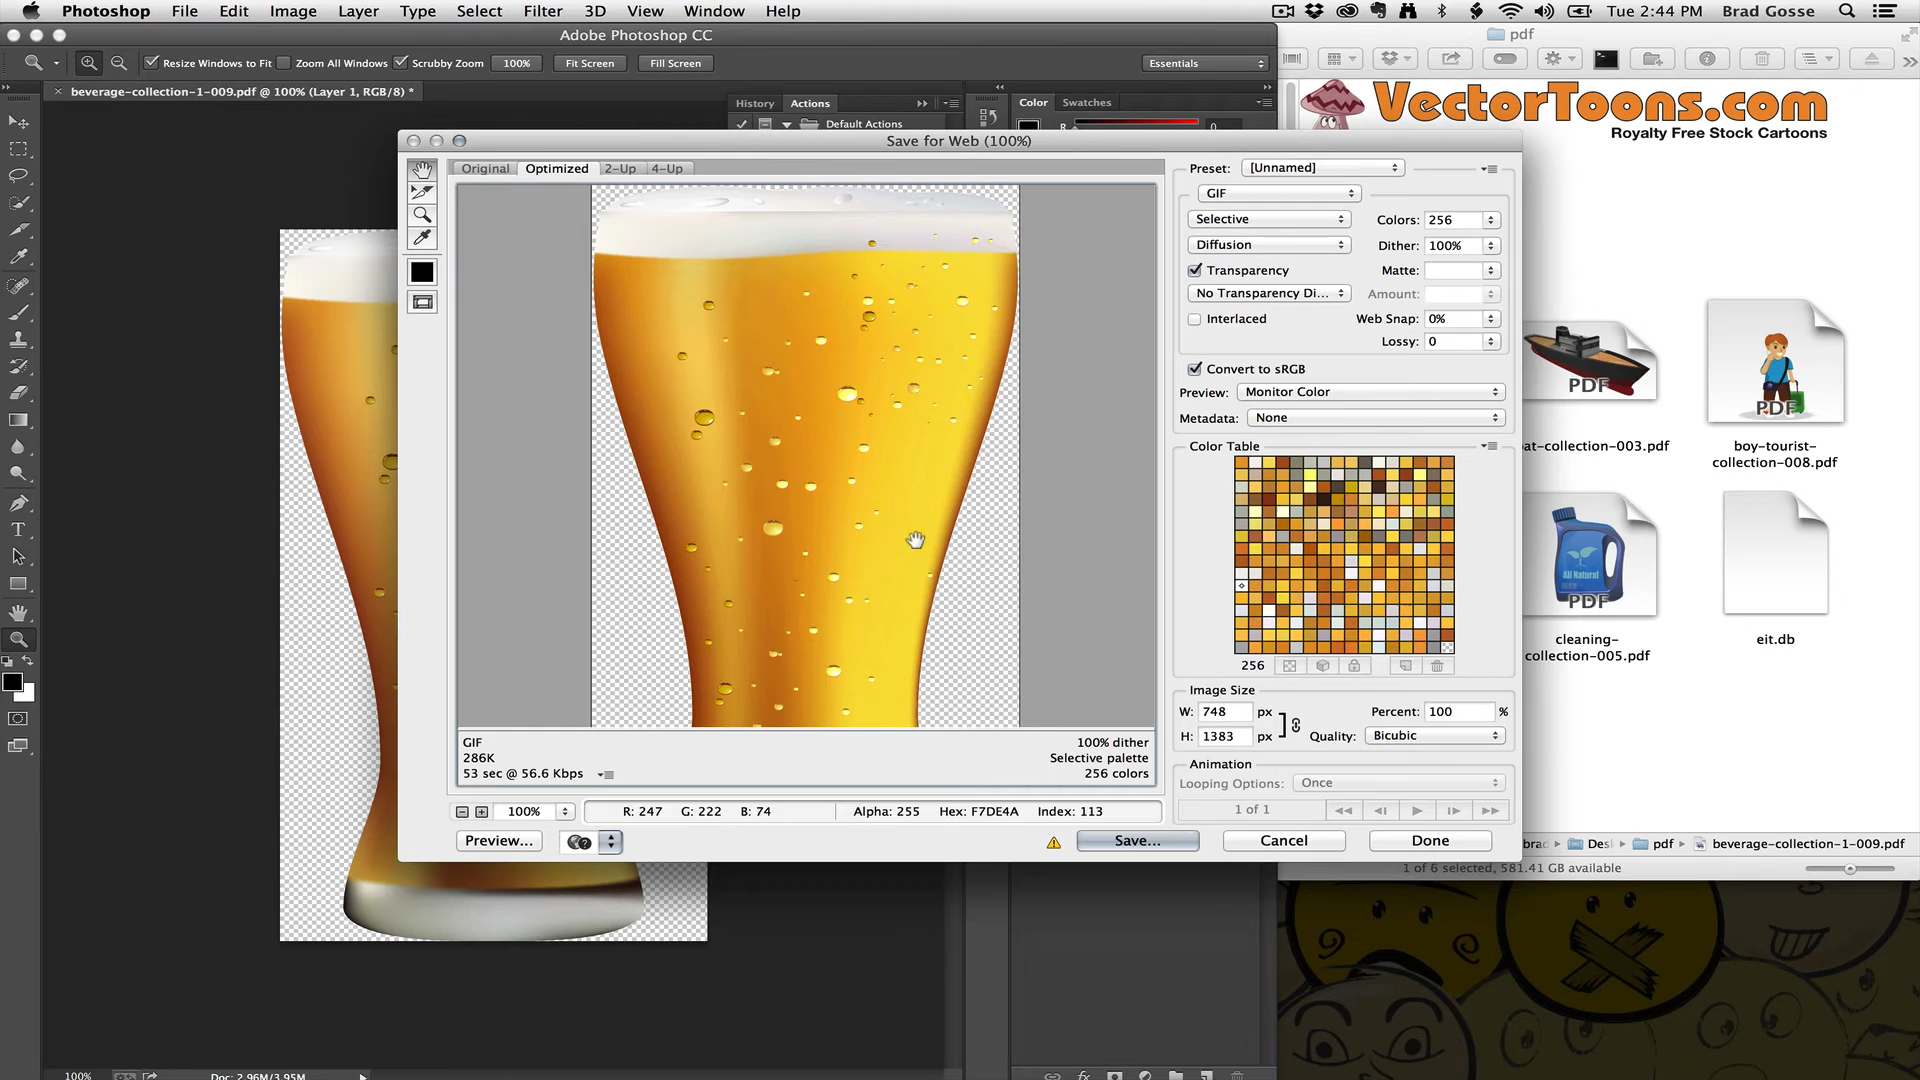 Photoshop File Edit Image Layer Type Select Filter 3D View Window Help Tue 2:44 PM Brad Gosse
Adobe Photoshop CC
pdf
Resize Windows to Fit Zoom All Windows Scrubby Zoom 100% Fit Screen Fill Screen Essentials
beverage-collection-1-009.pdf @ 100% (Layer 1, RGB/8) *
History Actions
Color Swatches
Default Actions
R 0
VectorToons.com
Royalty Free Stock Cartoons
Save for Web (100%)
Original Optimized 2-Up 4-Up
Preset: [Unnamed]
GIF
Selective Colors: 256
Diffusion Dither: 100%
Transparency Matte:
No Transparency Di... Amount:
Interlaced Web Snap: 0%
Lossy: 0
Convert to sRGB
Preview: Monitor Color
Metadata: None
Color Table
256
Image Size
W: 748 px Percent: 100 %
H: 1383 px Quality: Bicubic
Animation
Looping Options: Once
1 of 1
GIF 100% dither
286K Selective palette
53 sec @ 56.6 Kbps 256 colors
100% R: 247 G: 222 B: 74 Alpha: 255 Hex: F7DE4A Index: 113
Preview... Save... Cancel Done
PDF
PDF
at-collection-003.pdf
boy-tourist-
collection-008.pdf
All Natural
PDF
cleaning-
collection-005.pdf
eit.db
brad Desl pdf beverage-collection-1-009.pdf
1 of 6 selected, 581.41 GB available
100% Doc: 2.96M/3.95M
fx